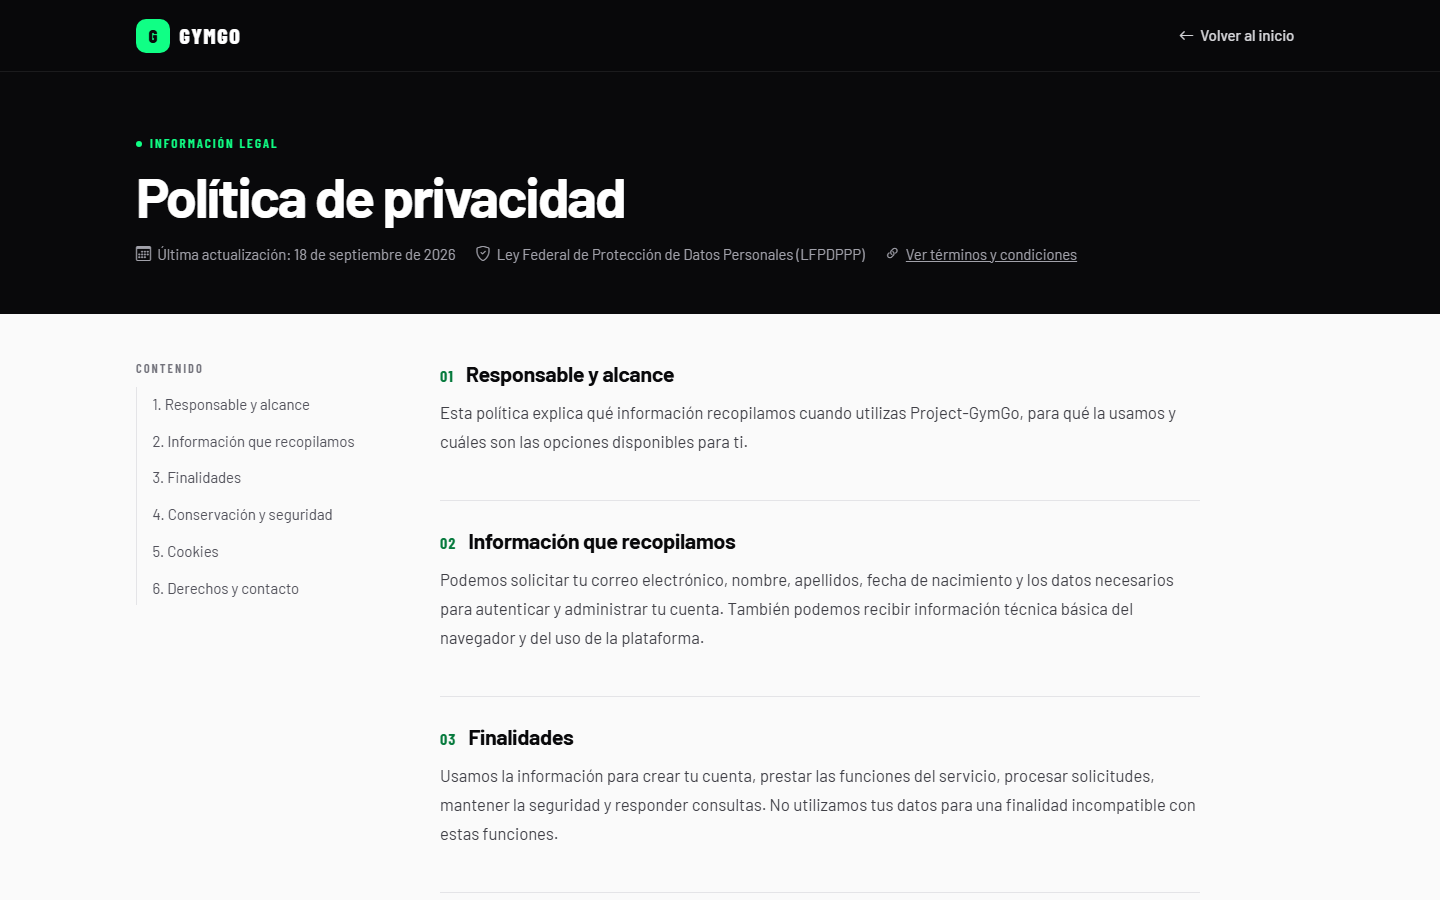 G GYMGO
Volver al inicio
INFORMACIÓN LEGAL
Política de privacidad
Última actualización: 18 de septiembre de 2026
Ley Federal de Protección de Datos Personales (LFPDPPP)
Ver términos y condiciones
CONTENIDO
1. Responsable y alcance
2. Información que recopilamos
3. Finalidades
4. Conservación y seguridad
5. Cookies
6. Derechos y contacto
01 Responsable y alcance
Esta política explica qué información recopilamos cuando utilizas Project-GymGo, para qué la usamos y
cuáles son las opciones disponibles para ti.
02 Información que recopilamos
Podemos solicitar tu correo electrónico, nombre, apellidos, fecha de nacimiento y los datos necesarios
para autenticar y administrar tu cuenta. También podemos recibir información técnica básica del
navegador y del uso de la plataforma.
03 Finalidades
Usamos la información para crear tu cuenta, prestar las funciones del servicio, procesar solicitudes,
mantener la seguridad y responder consultas. No utilizamos tus datos para una finalidad incompatible con
estas funciones.